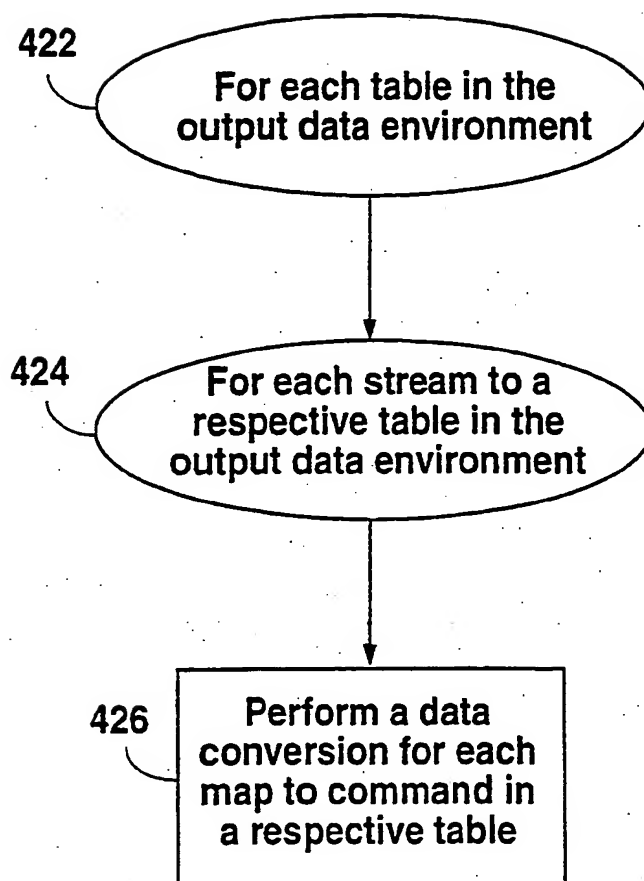 422
For each table in the
output data environment
424
For each stream to a
respective table in the
output data environment
426
Perform a data
conversion for each
map to command in
a respective table